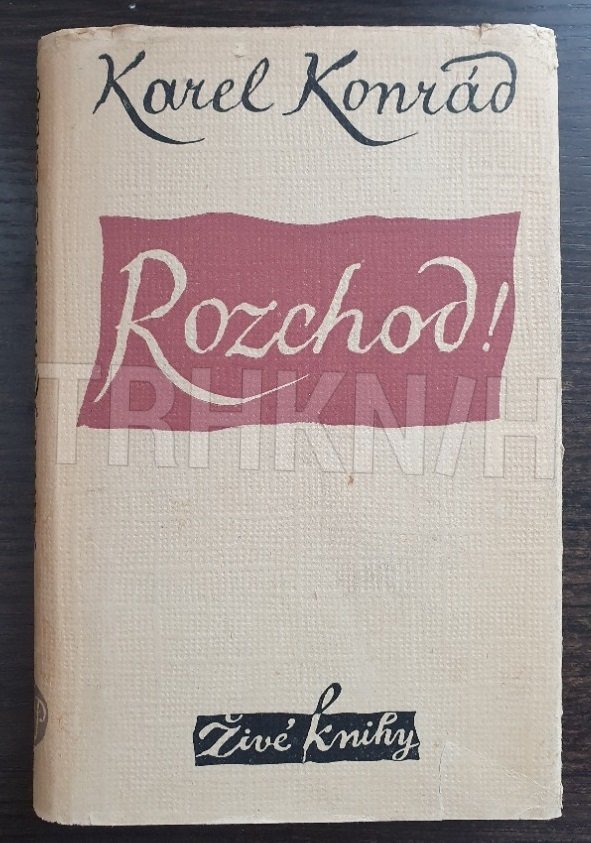 Karel Konrád
Rozchod!
TRHKNIH
Živé knihy